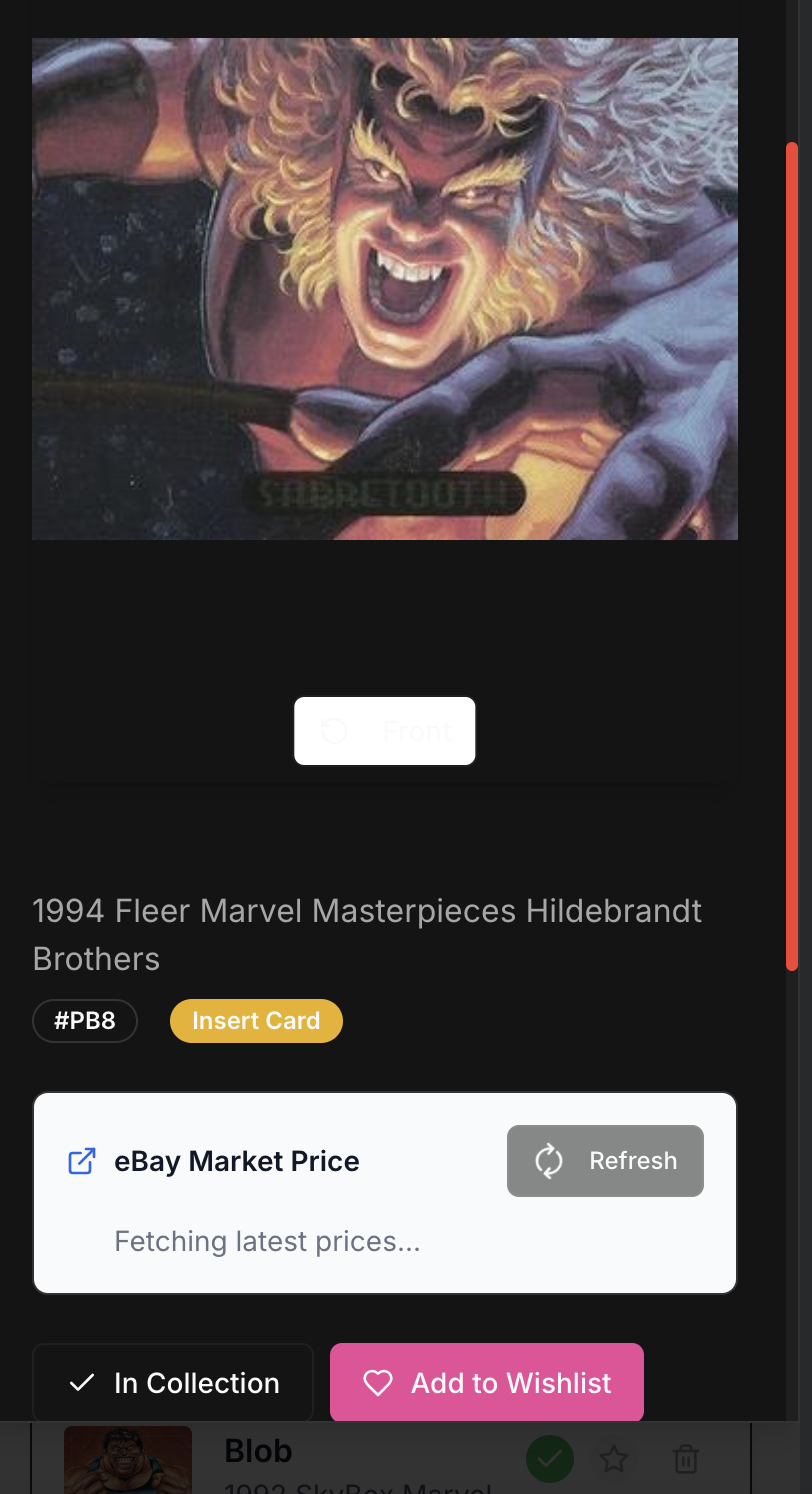 SABRETOOTH
Front
1994 Fleer Marvel Masterpieces Hildebrandt
Brothers
#PB8
Insert Card
eBay Market Price
Refresh
Fetching latest prices...
In Collection
Add to Wishlist
Blob
1992 SkyBox Marvel